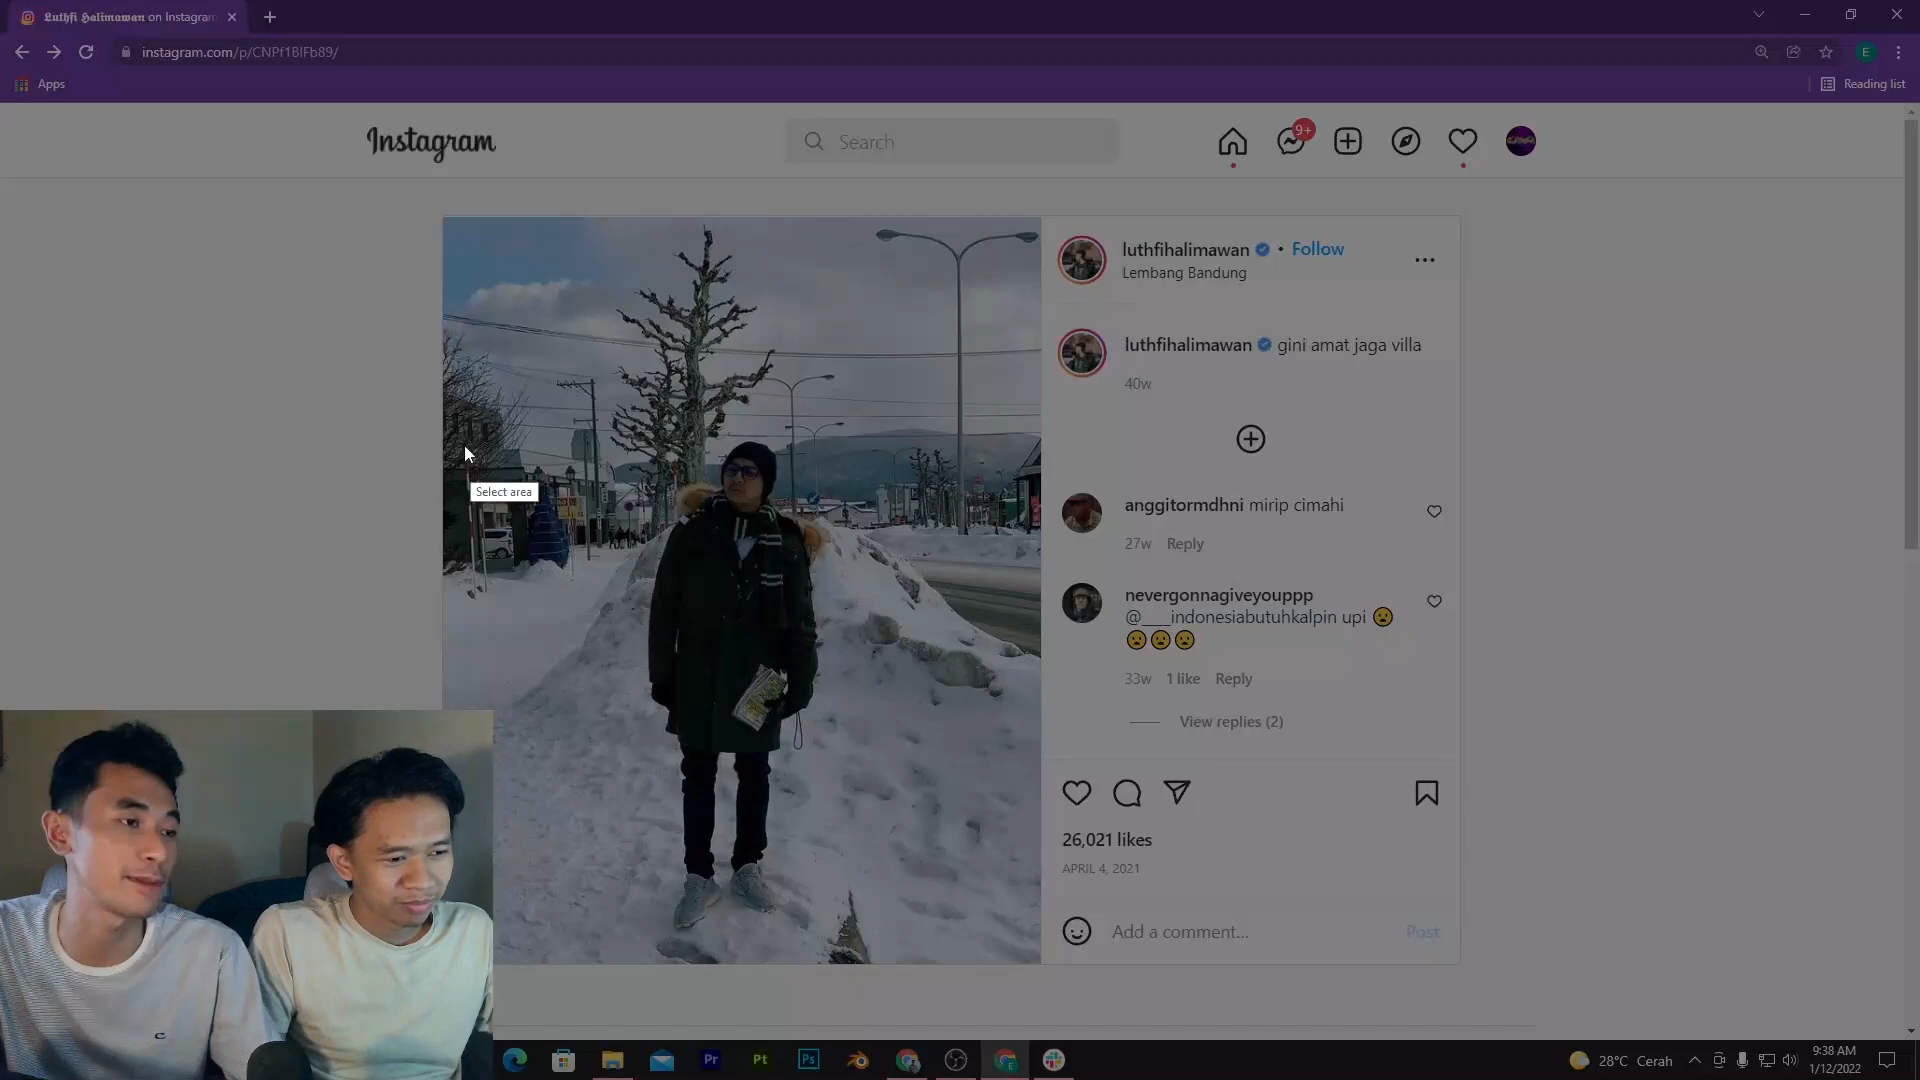 𝕷𝖚𝖙𝖍𝖋𝖎 𝕳𝖆𝖑𝖎𝖒𝖆𝖜𝖆𝖓 on Instagram
instagram.com/p/CNPf1BlFb89/
E
Apps
Reading list
Instagram
Search
9+
luthfihalimawan • Follow
Lembang Bandung
luthfihalimawan gini amat jaga villa
40w
Select area
anggitormdhni mirip cimahi
27w Reply
nevergonnagiveyouppp
@___indonesiabutuhkalpin upi 😦
😦😦😦
33w 1 like Reply
View replies (2)
26,021 likes
APRIL 4, 2021
Add a comment...
Post
Pr
Pt
Ps
28°C Cerah
9:38 AM
1/12/2022